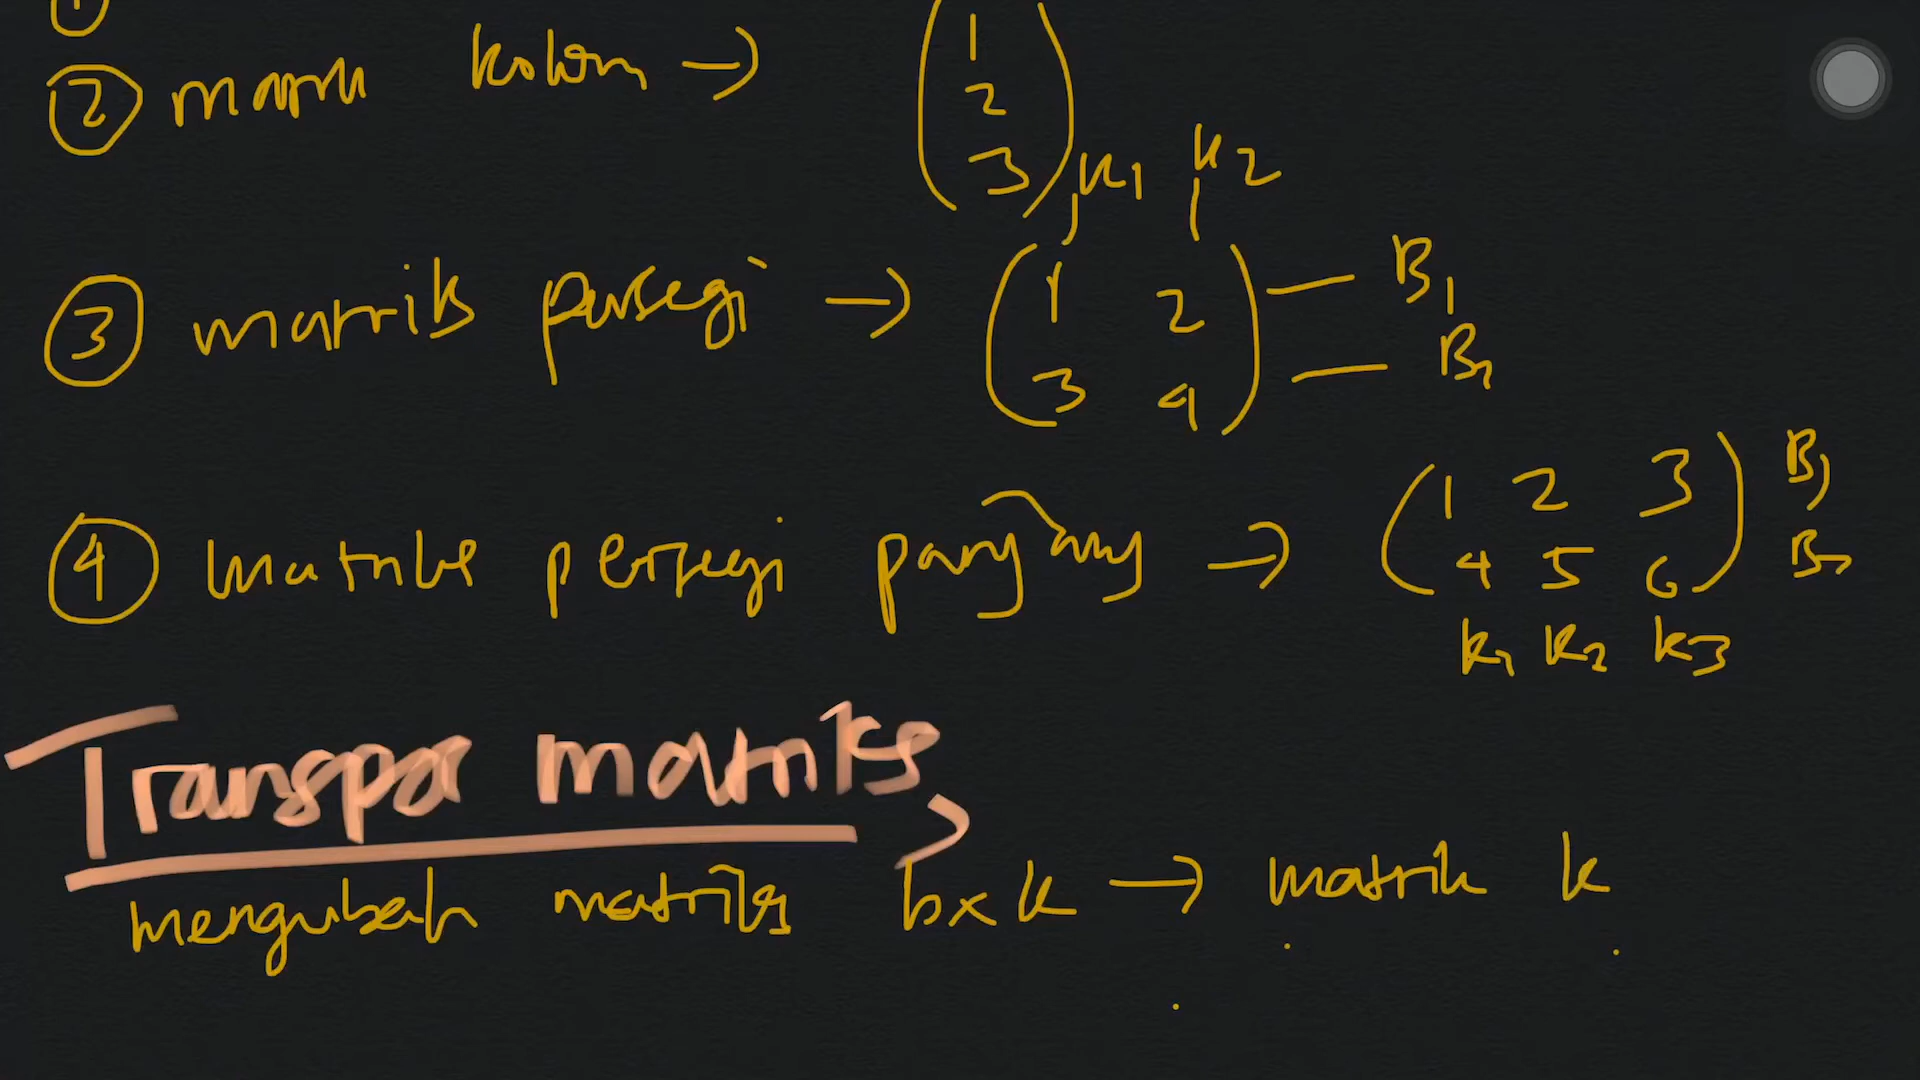 ② matrik kolom → (1
2
3)
k1 k2
③ matriks persegi → (1 2 — B1
3 4) — B2
④ matriks persegi panjang → (1 2 3) B1
4 5 6 B2
k1 k2 k3
Transpos matriks
mengubah matriks b x k → matrik k